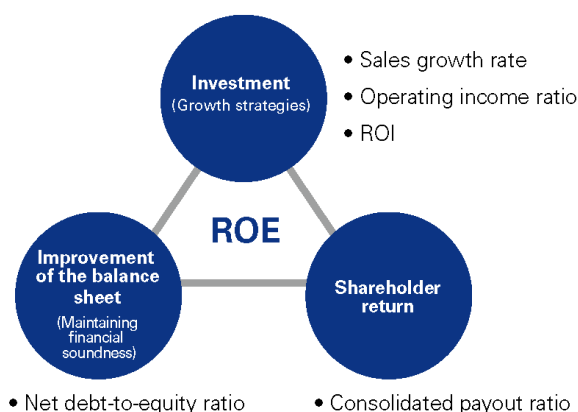 Investment
(Growth strategies)
• Sales growth rate
• Operating income ratio
• ROI
ROE
Improvement
of the balance
sheet
(Maintaining
financial
soundness)
Shareholder
return
• Net debt-to-equity ratio
• Consolidated payout ratio